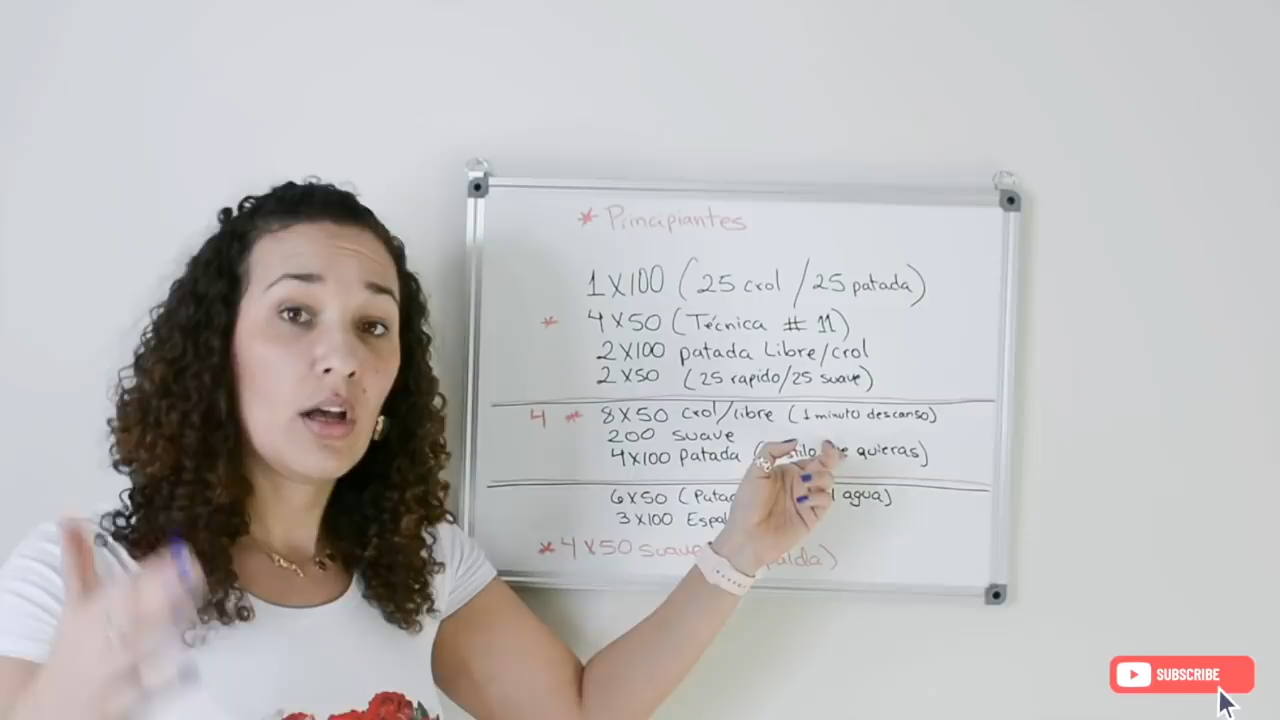 * Principiantes
1X100 (25 crol /25 patada)
* 4X50 (Técnica # 11)
2X100 patada Libre/crol
2X50 (25 rapido/25 suave)
4 * 8X50 crol/libre (1 minuto descanso)
200 suave
4X100 patada quieras)
6X50 agua)
3X100
*4X50 suave
SUBSCRIBE